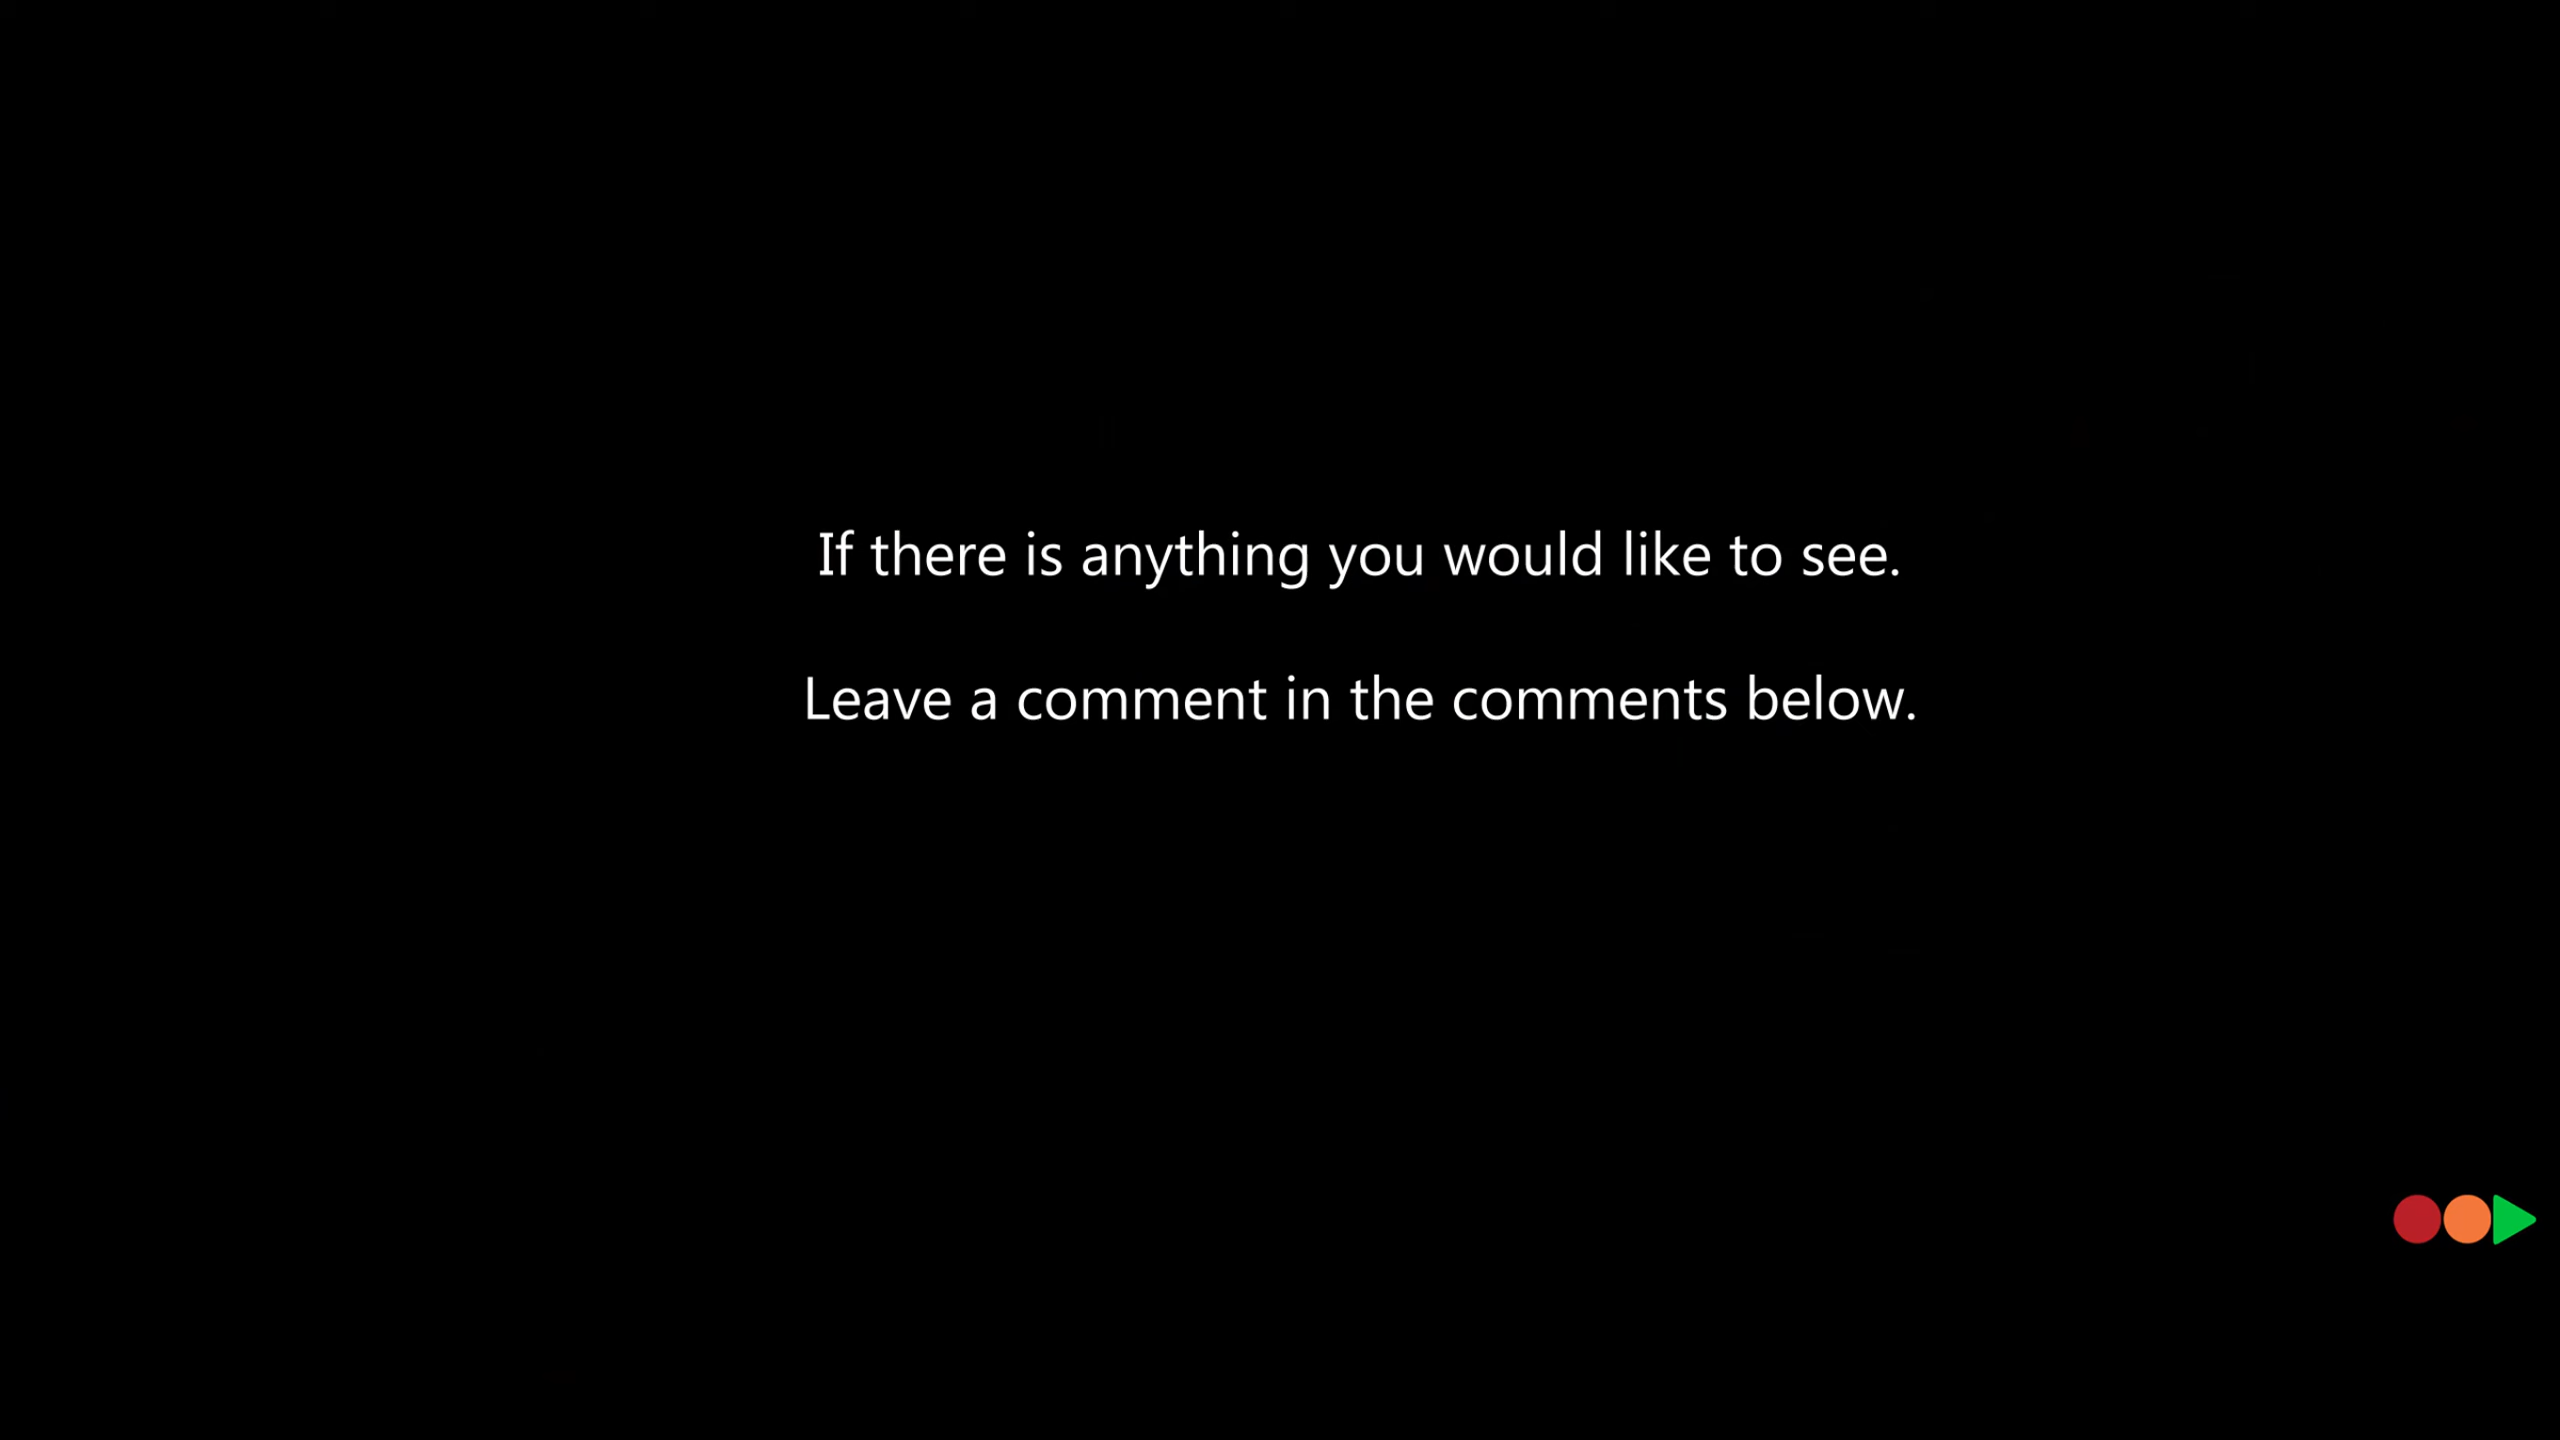 If there is anything you would like to see.
Leave a comment in the comments below.